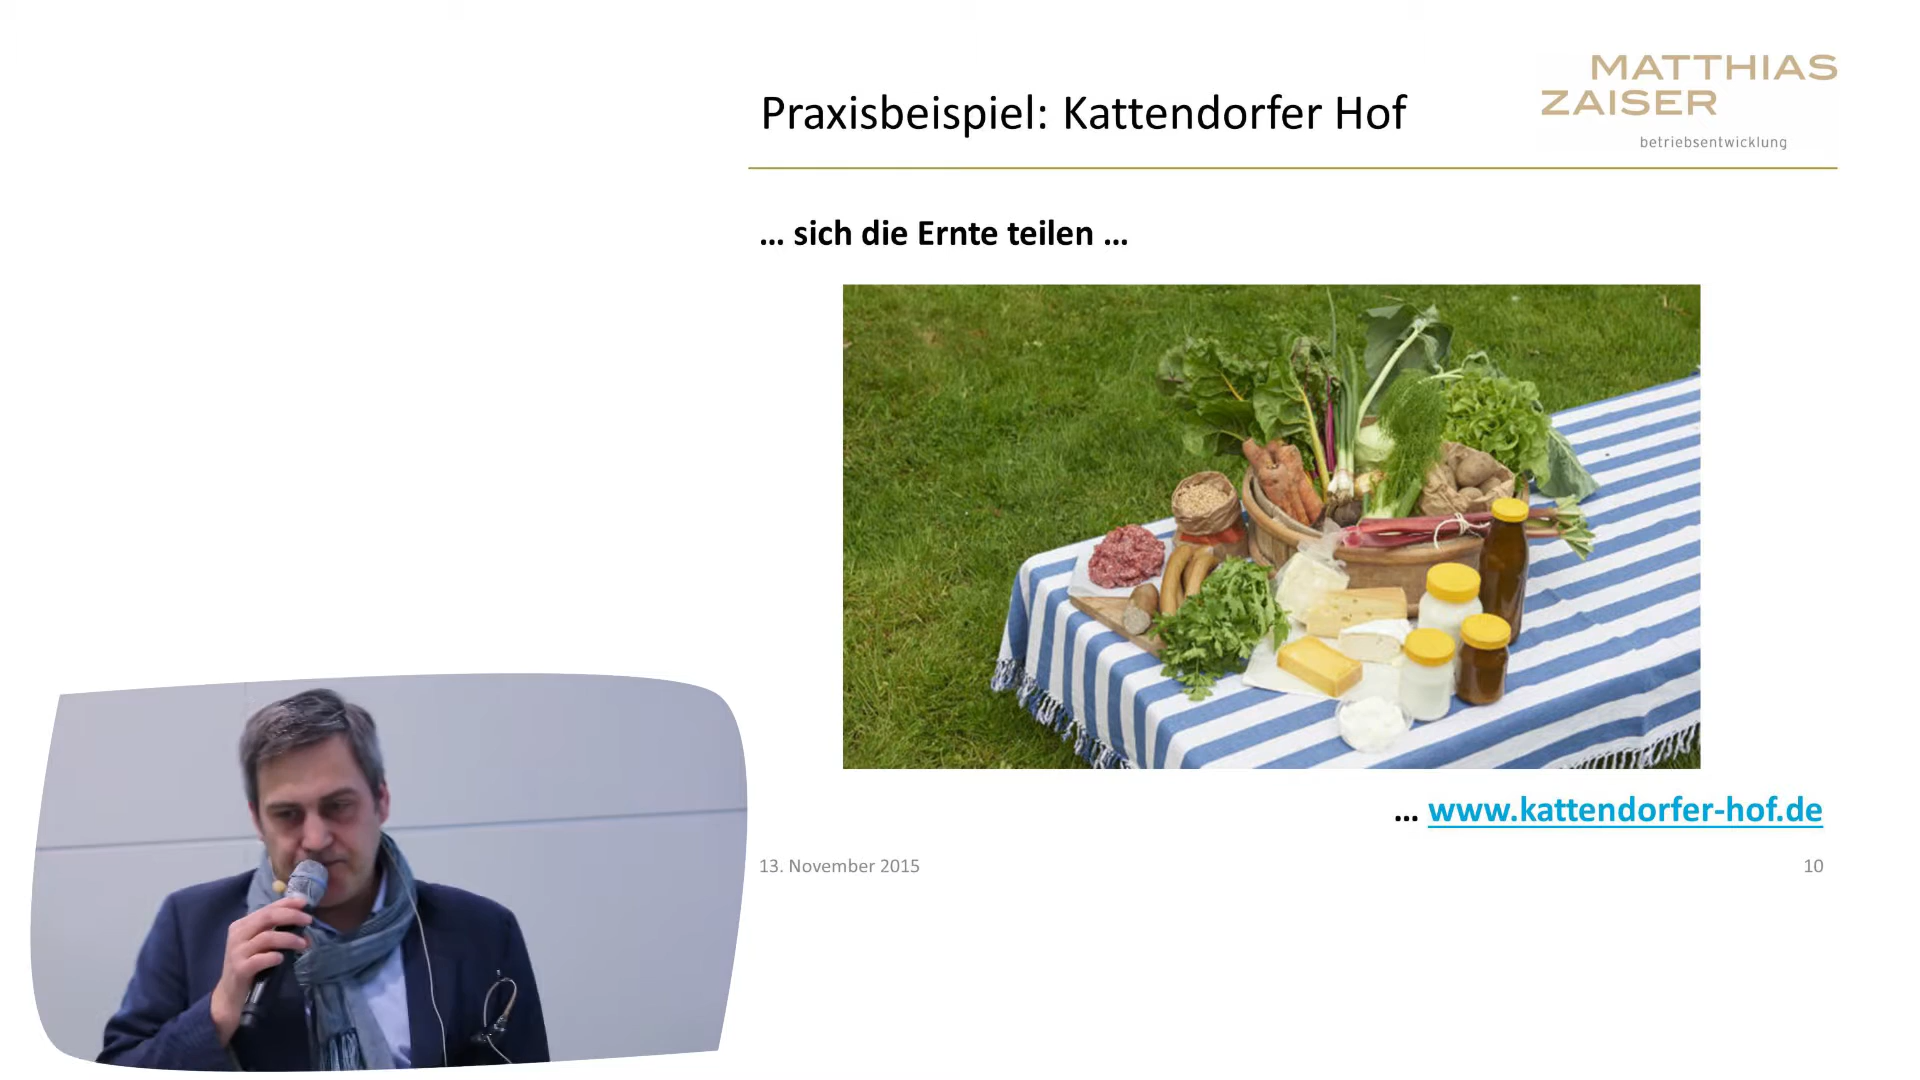 MATTHIAS
ZAISER
betriebsentwicklung
Praxisbeispiel: Kattendorfer Hof
... sich die Ernte teilen ...
... www.kattendorfer-hof.de
13. November 2015
10